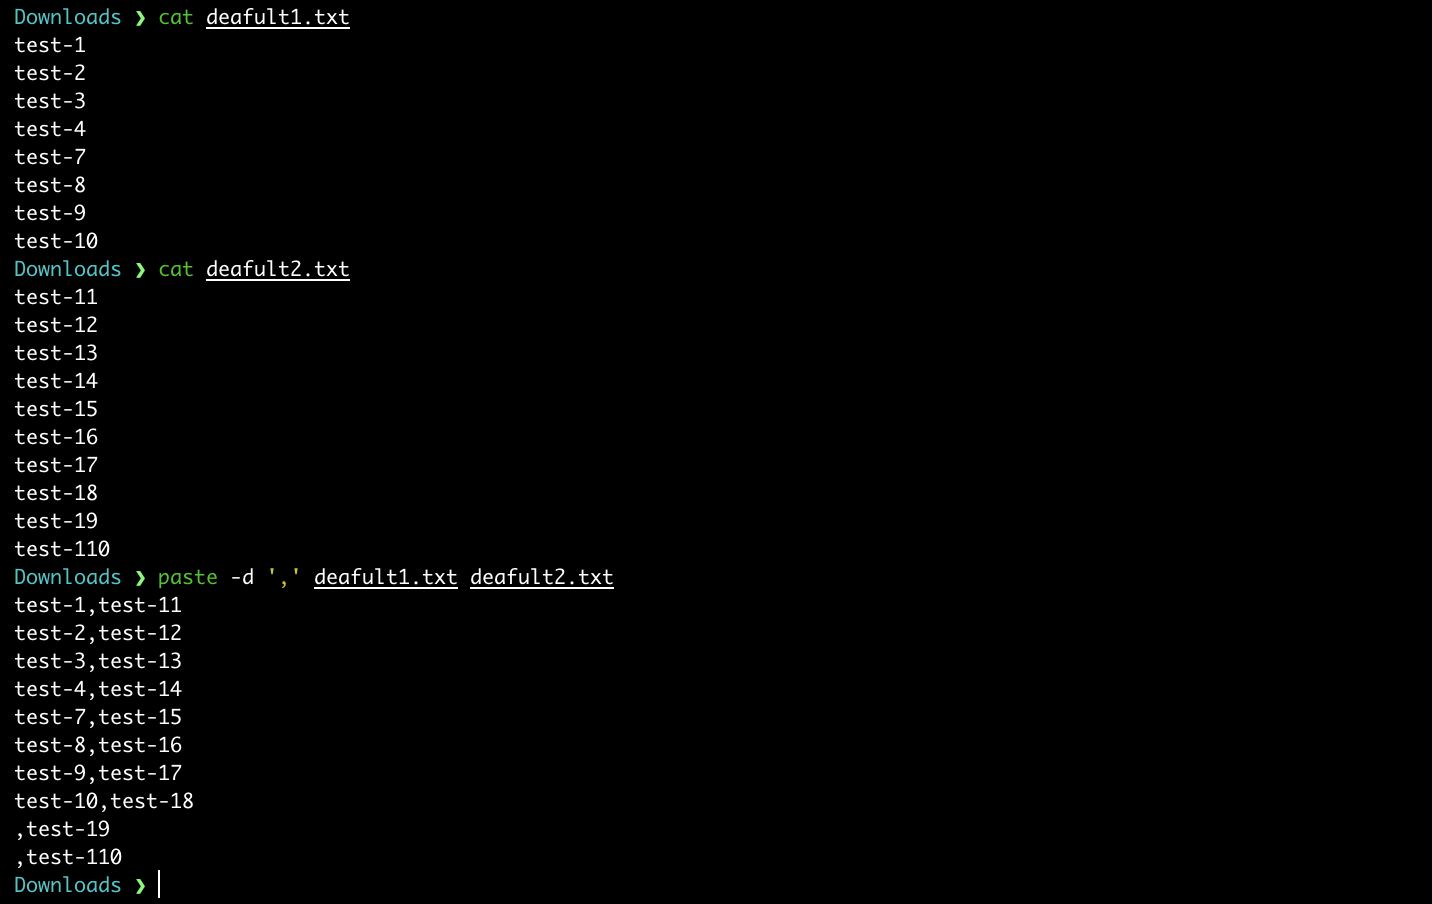 Downloads ❯ cat deafult1.txt
test-1
test-2
test-3
test-4
test-7
test-8
test-9
test-10
Downloads ❯ cat deafult2.txt
test-11
test-12
test-13
test-14
test-15
test-16
test-17
test-18
test-19
test-110
Downloads ❯ paste -d ',' deafult1.txt deafult2.txt
test-1,test-11
test-2,test-12
test-3,test-13
test-4,test-14
test-7,test-15
test-8,test-16
test-9,test-17
test-10,test-18
,test-19
,test-110
Downloads ❯